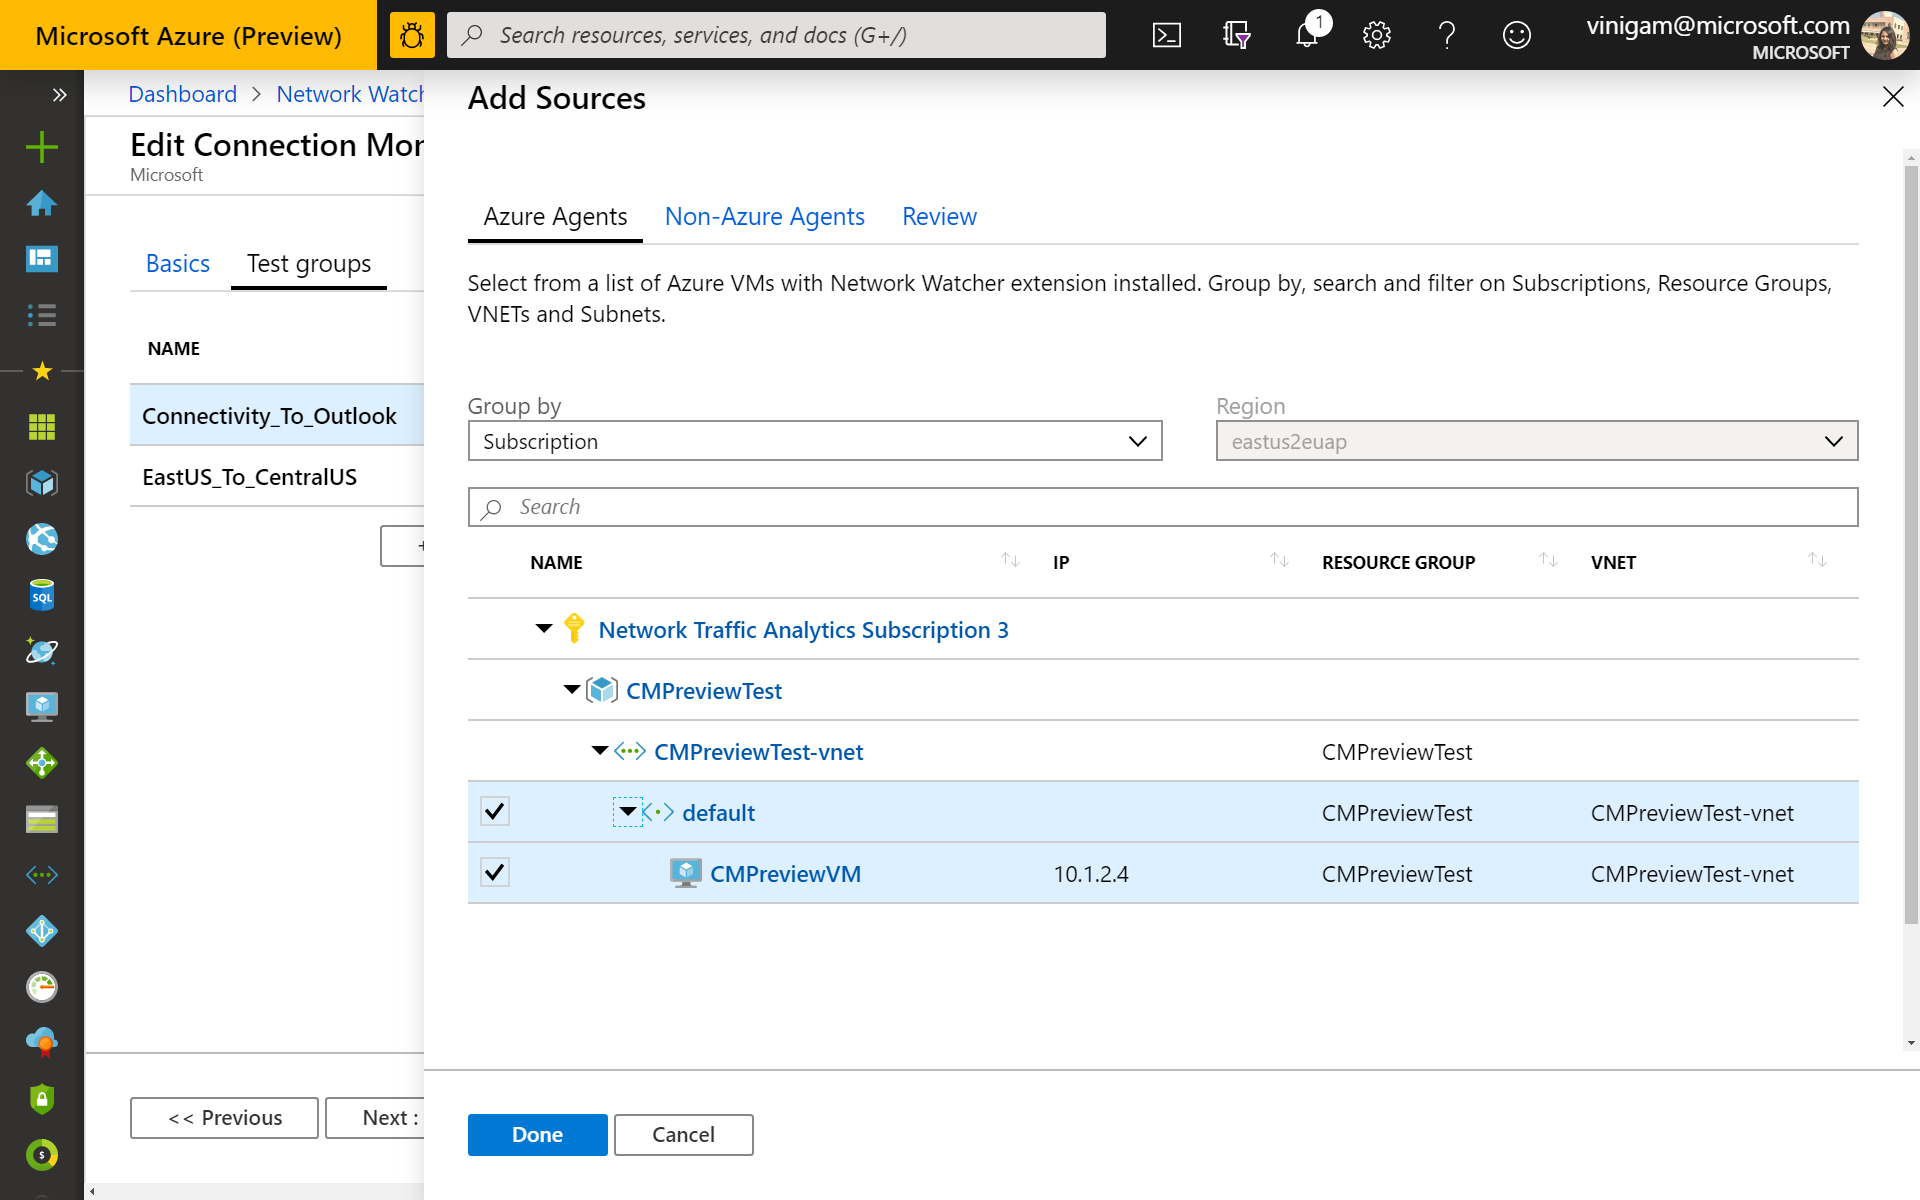 Microsoft Azure (Preview)
Search resources, services, and docs (G+/)
1
vinigam@microsoft.com
MICROSOFT
Dashboard > Network Watch
Edit Connection Mon
Microsoft
Basics
Test groups
NAME
Connectivity_To_Outlook
EastUS_To_CentralUS
+
<< Previous
Next :
Add Sources
Azure Agents
Non-Azure Agents
Review
Select from a list of Azure VMs with Network Watcher extension installed. Group by, search and filter on Subscriptions, Resource Groups,
VNETs and Subnets.
Group by
Region
Subscription
eastus2euap
Search
NAME IP RESOURCE GROUP VNET
Network Traffic Analytics Subscription 3
CMPreviewTest
CMPreviewTest-vnet CMPreviewTest
default CMPreviewTest CMPreviewTest-vnet
CMPreviewVM 10.1.2.4 CMPreviewTest CMPreviewTest-vnet
Done
Cancel
SQL
$